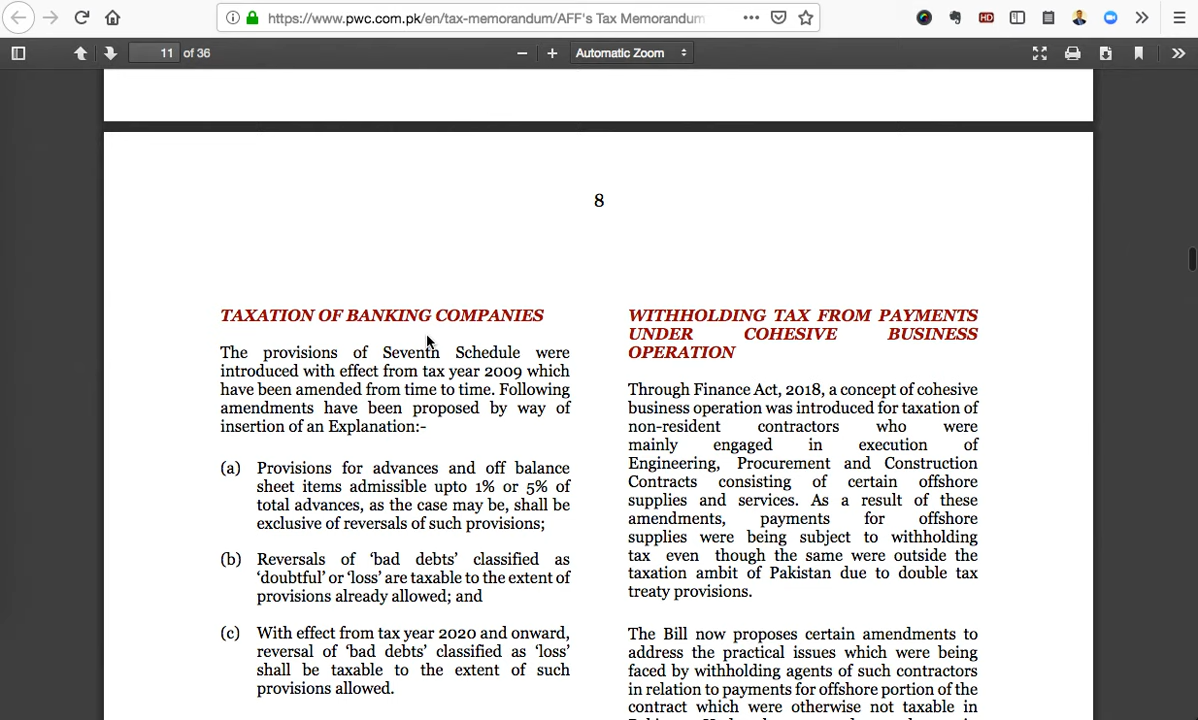 https://www.pwc.com.pk/en/tax-memorandum/AFF's Tax Memorandum
HD
11 of 36
Automatic Zoom
8
TAXATION OF BANKING COMPANIES
The provisions of Seventh Schedule were
introduced with effect from tax year 2009 which
have been amended from time to time. Following
amendments have been proposed by way of
insertion of an Explanation:-
(a) Provisions for advances and off balance
sheet items admissible upto 1% or 5% of
total advances, as the case may be, shall be
exclusive of reversals of such provisions;
(b) Reversals of ‘bad debts’ classified as
‘doubtful’ or ‘loss’ are taxable to the extent of
provisions already allowed; and
(c) With effect from tax year 2020 and onward,
reversal of ‘bad debts’ classified as ‘loss’
shall be taxable to the extent of such
provisions allowed.
WITHHOLDING TAX FROM PAYMENTS
UNDER COHESIVE BUSINESS
OPERATION
Through Finance Act, 2018, a concept of cohesive
business operation was introduced for taxation of
non-resident contractors who were
mainly engaged in execution of
Engineering, Procurement and Construction
Contracts consisting of certain offshore
supplies and services. As a result of these
amendments, payments for offshore
supplies were being subject to withholding
tax even though the same were outside the
taxation ambit of Pakistan due to double tax
treaty provisions.
The Bill now proposes certain amendments to
address the practical issues which were being
faced by withholding agents of such contractors
in relation to payments for offshore portion of the
contract which were otherwise not taxable in